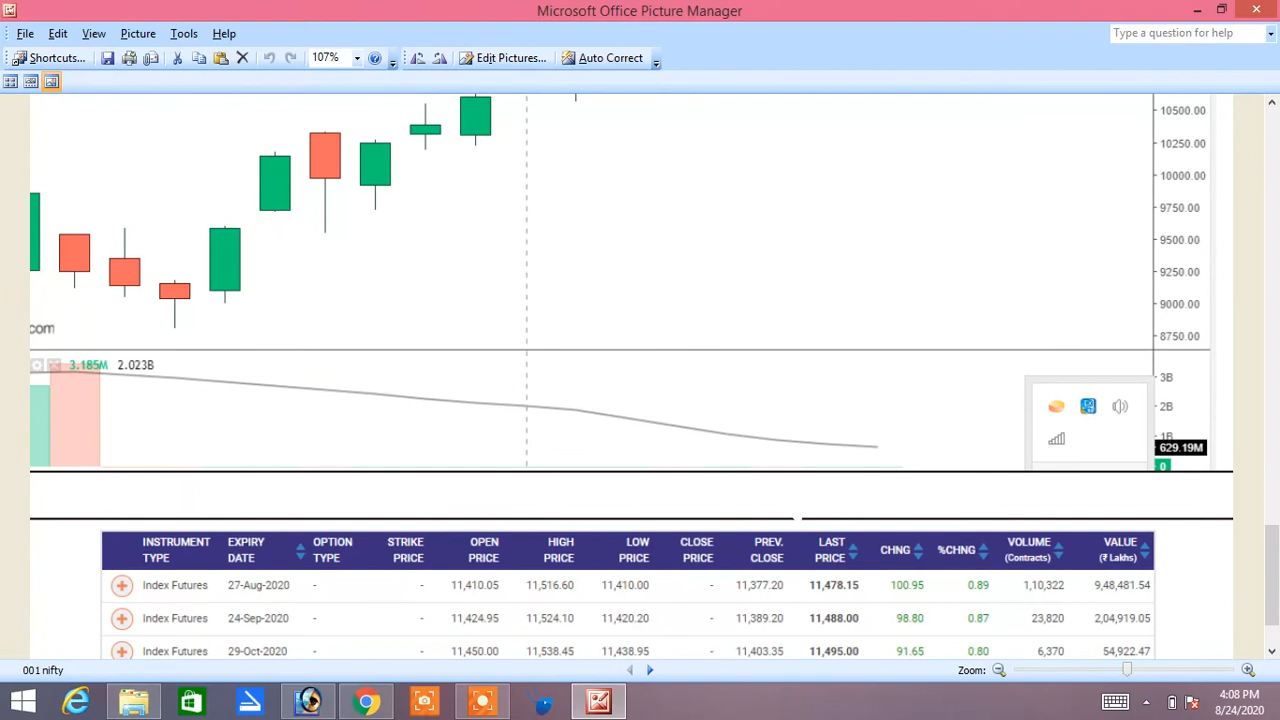 Microsoft Office Picture Manager
File Edit View Picture Tools Help
Type a question for help
Shortcuts... 107% Edit Pictures... Auto Correct
10500.00
10250.00
10000.00
9750.00
9500.00
9250.00
9000.00
8750.00
com
3.185M 2.023B
3B
2B
1B
629.19M
0
INSTRUMENT TYPE EXPIRY DATE OPTION TYPE STRIKE PRICE OPEN PRICE HIGH PRICE LOW PRICE CLOSE PRICE PREV. CLOSE LAST PRICE CHNG %CHNG VOLUME (Contracts) VALUE (₹ Lakhs)
Index Futures 27-Aug-2020 - - 11,410.05 11,516.60 11,410.00 - 11,377.20 11,478.15 100.95 0.89 1,10,322 9,48,481.54
Index Futures 24-Sep-2020 - - 11,424.95 11,524.10 11,420.20 - 11,389.20 11,488.00 98.80 0.87 23,820 2,04,919.05
Index Futures 29-Oct-2020 - - 11,450.00 11,538.45 11,438.95 - 11,403.35 11,495.00 91.65 0.80 6,370 54,922.47
001 nifty
Zoom:
4:08 PM
8/24/2020